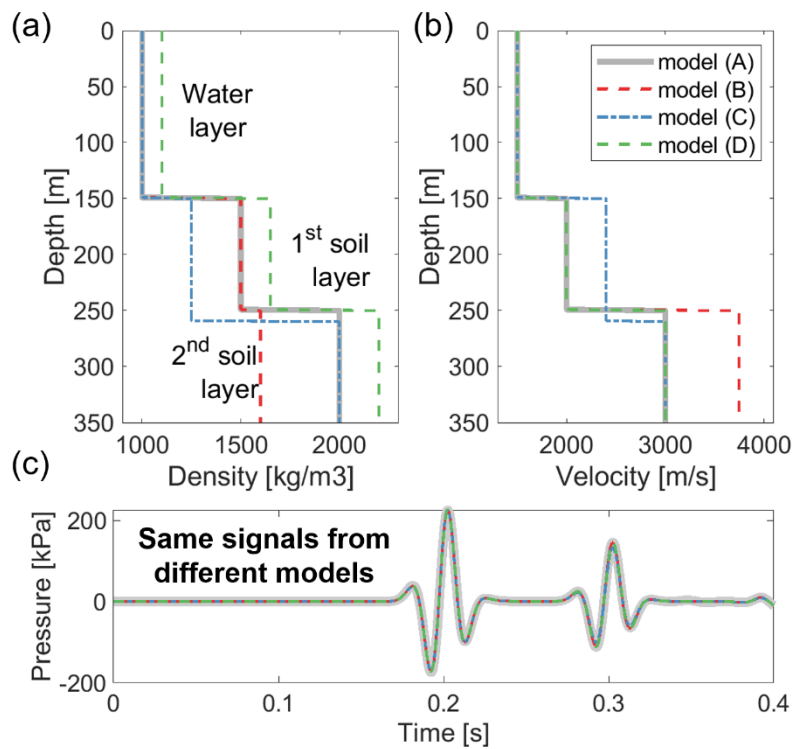 (a)
0
50
100
150
200
250
300
350
Depth [m]
Water
layer
1st soil
layer
2nd soil
layer
1000 1500 2000
Density [kg/m3]
(b)
0
50
100
150
200
250
300
350
Depth [m]
model (A)
model (B)
model (C)
model (D)
2000 3000 4000
Velocity [m/s]
(c)
200
0
-200
Pressure [kPa]
Same signals from
different models
0 0.1 0.2 0.3 0.4
Time [s]